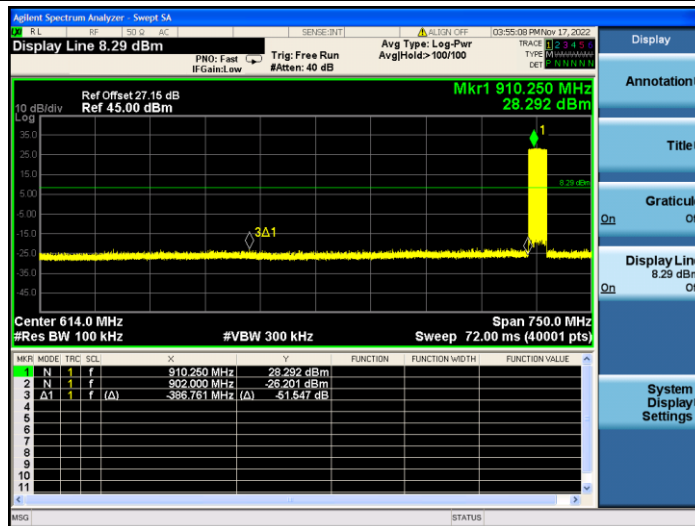 Agilent Spectrum Analyzer - Swept SA
RL RF 50 Ω AC SENSE:INT ALIGN OFF 03:55:08 PM Nov 17, 2022
Display Line 8.29 dBm
PNO: Fast
IFGain:Low
Trig: Free Run
#Atten: 40 dB
Avg Type: Log-Pwr
Avg|Hold:> 100/100
TRACE 1 2 3 4 5 6
TYPE M
DET P N N N N N
Mkr1 910.250 MHz
28.292 dBm
Ref Offset 27.15 dB
10 dB/div Ref 45.00 dBm
Log
35.0
25.0
15.0
5.00
-5.00
-15.0
-25.0
-35.0
-45.0
1
8.29 dBm
3Δ1
Center 614.0 MHz Span 750.0 MHz
#Res BW 100 kHz #VBW 300 kHz Sweep 72.00 ms (40001 pts)
MKR MODE TRC SCL X Y FUNCTION FUNCTION WIDTH FUNCTION VALUE
1 N 1 f 910.250 MHz 28.292 dBm
2 N 1 f 902.000 MHz -26.201 dBm
3 Δ1 1 f (Δ) -386.761 MHz (Δ) -51.547 dB
4
5
6
7
8
9
10
11
MSG STATUS
Display
Annotation
Title
Graticul
On Of
Display Line
8.29 dBm
On Of
System
Display
Settings